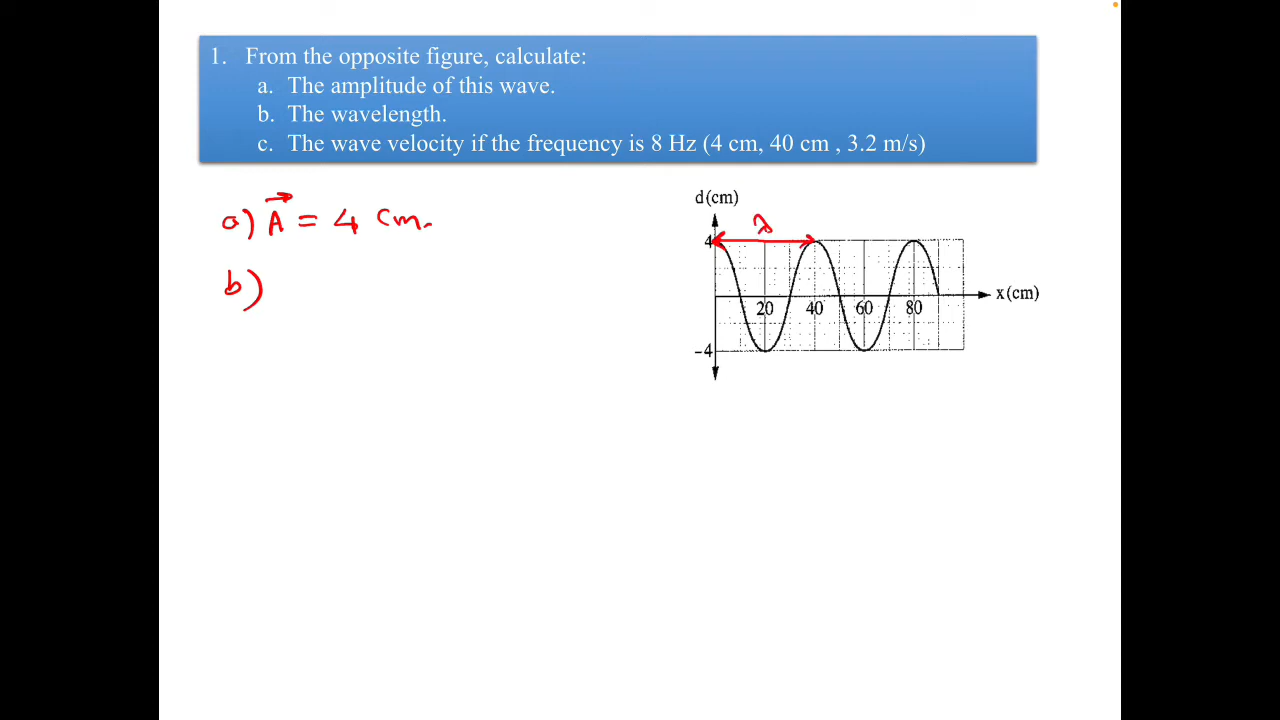 1. From the opposite figure, calculate:
a. The amplitude of this wave.
b. The wavelength.
c. The wave velocity if the frequency is 8 Hz (4 cm, 40 cm , 3.2 m/s)
a) A = 4 cm.
b)
d(cm)
λ
4
x(cm)
20 40 60 80
-4